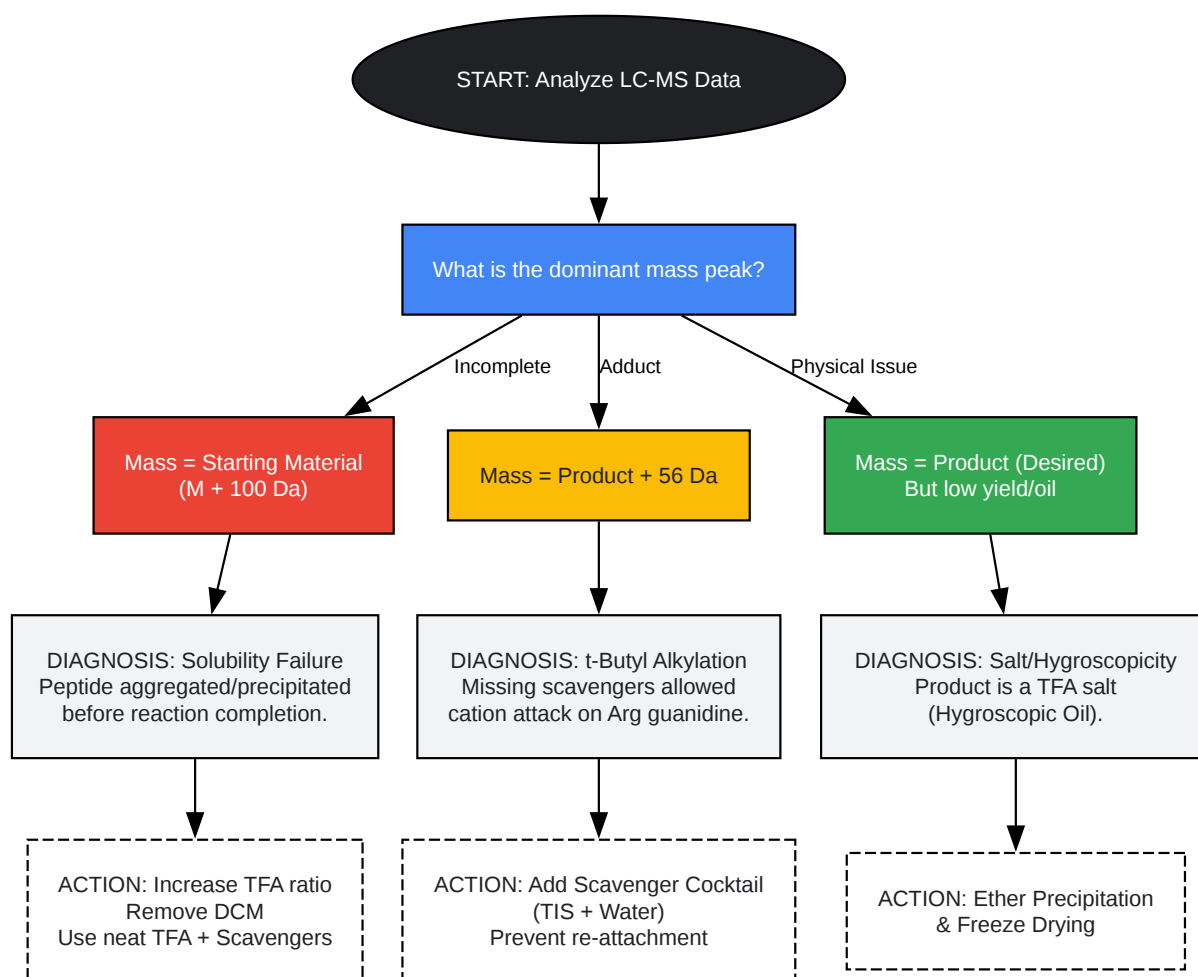 START: Analyze LC-MS Data
What is the dominant mass peak?
Incomplete
Adduct
Physical Issue
Mass = Starting Material
(M + 100 Da)
Mass = Product + 56 Da
Mass = Product (Desired)
But low yield/oil
DIAGNOSIS: Solubility Failure
Peptide aggregated/precipitated
before reaction completion.
DIAGNOSIS: t-Butyl Alkylation
Missing scavengers allowed
cation attack on Arg guanidine.
DIAGNOSIS: Salt/Hygroscopicity
Product is a TFA salt
(Hygroscopic Oil).
ACTION: Increase TFA ratio
Remove DCM
Use neat TFA + Scavengers
ACTION: Add Scavenger Cocktail
(TIS + Water)
Prevent re-attachment
ACTION: Ether Precipitation
& Freeze Drying